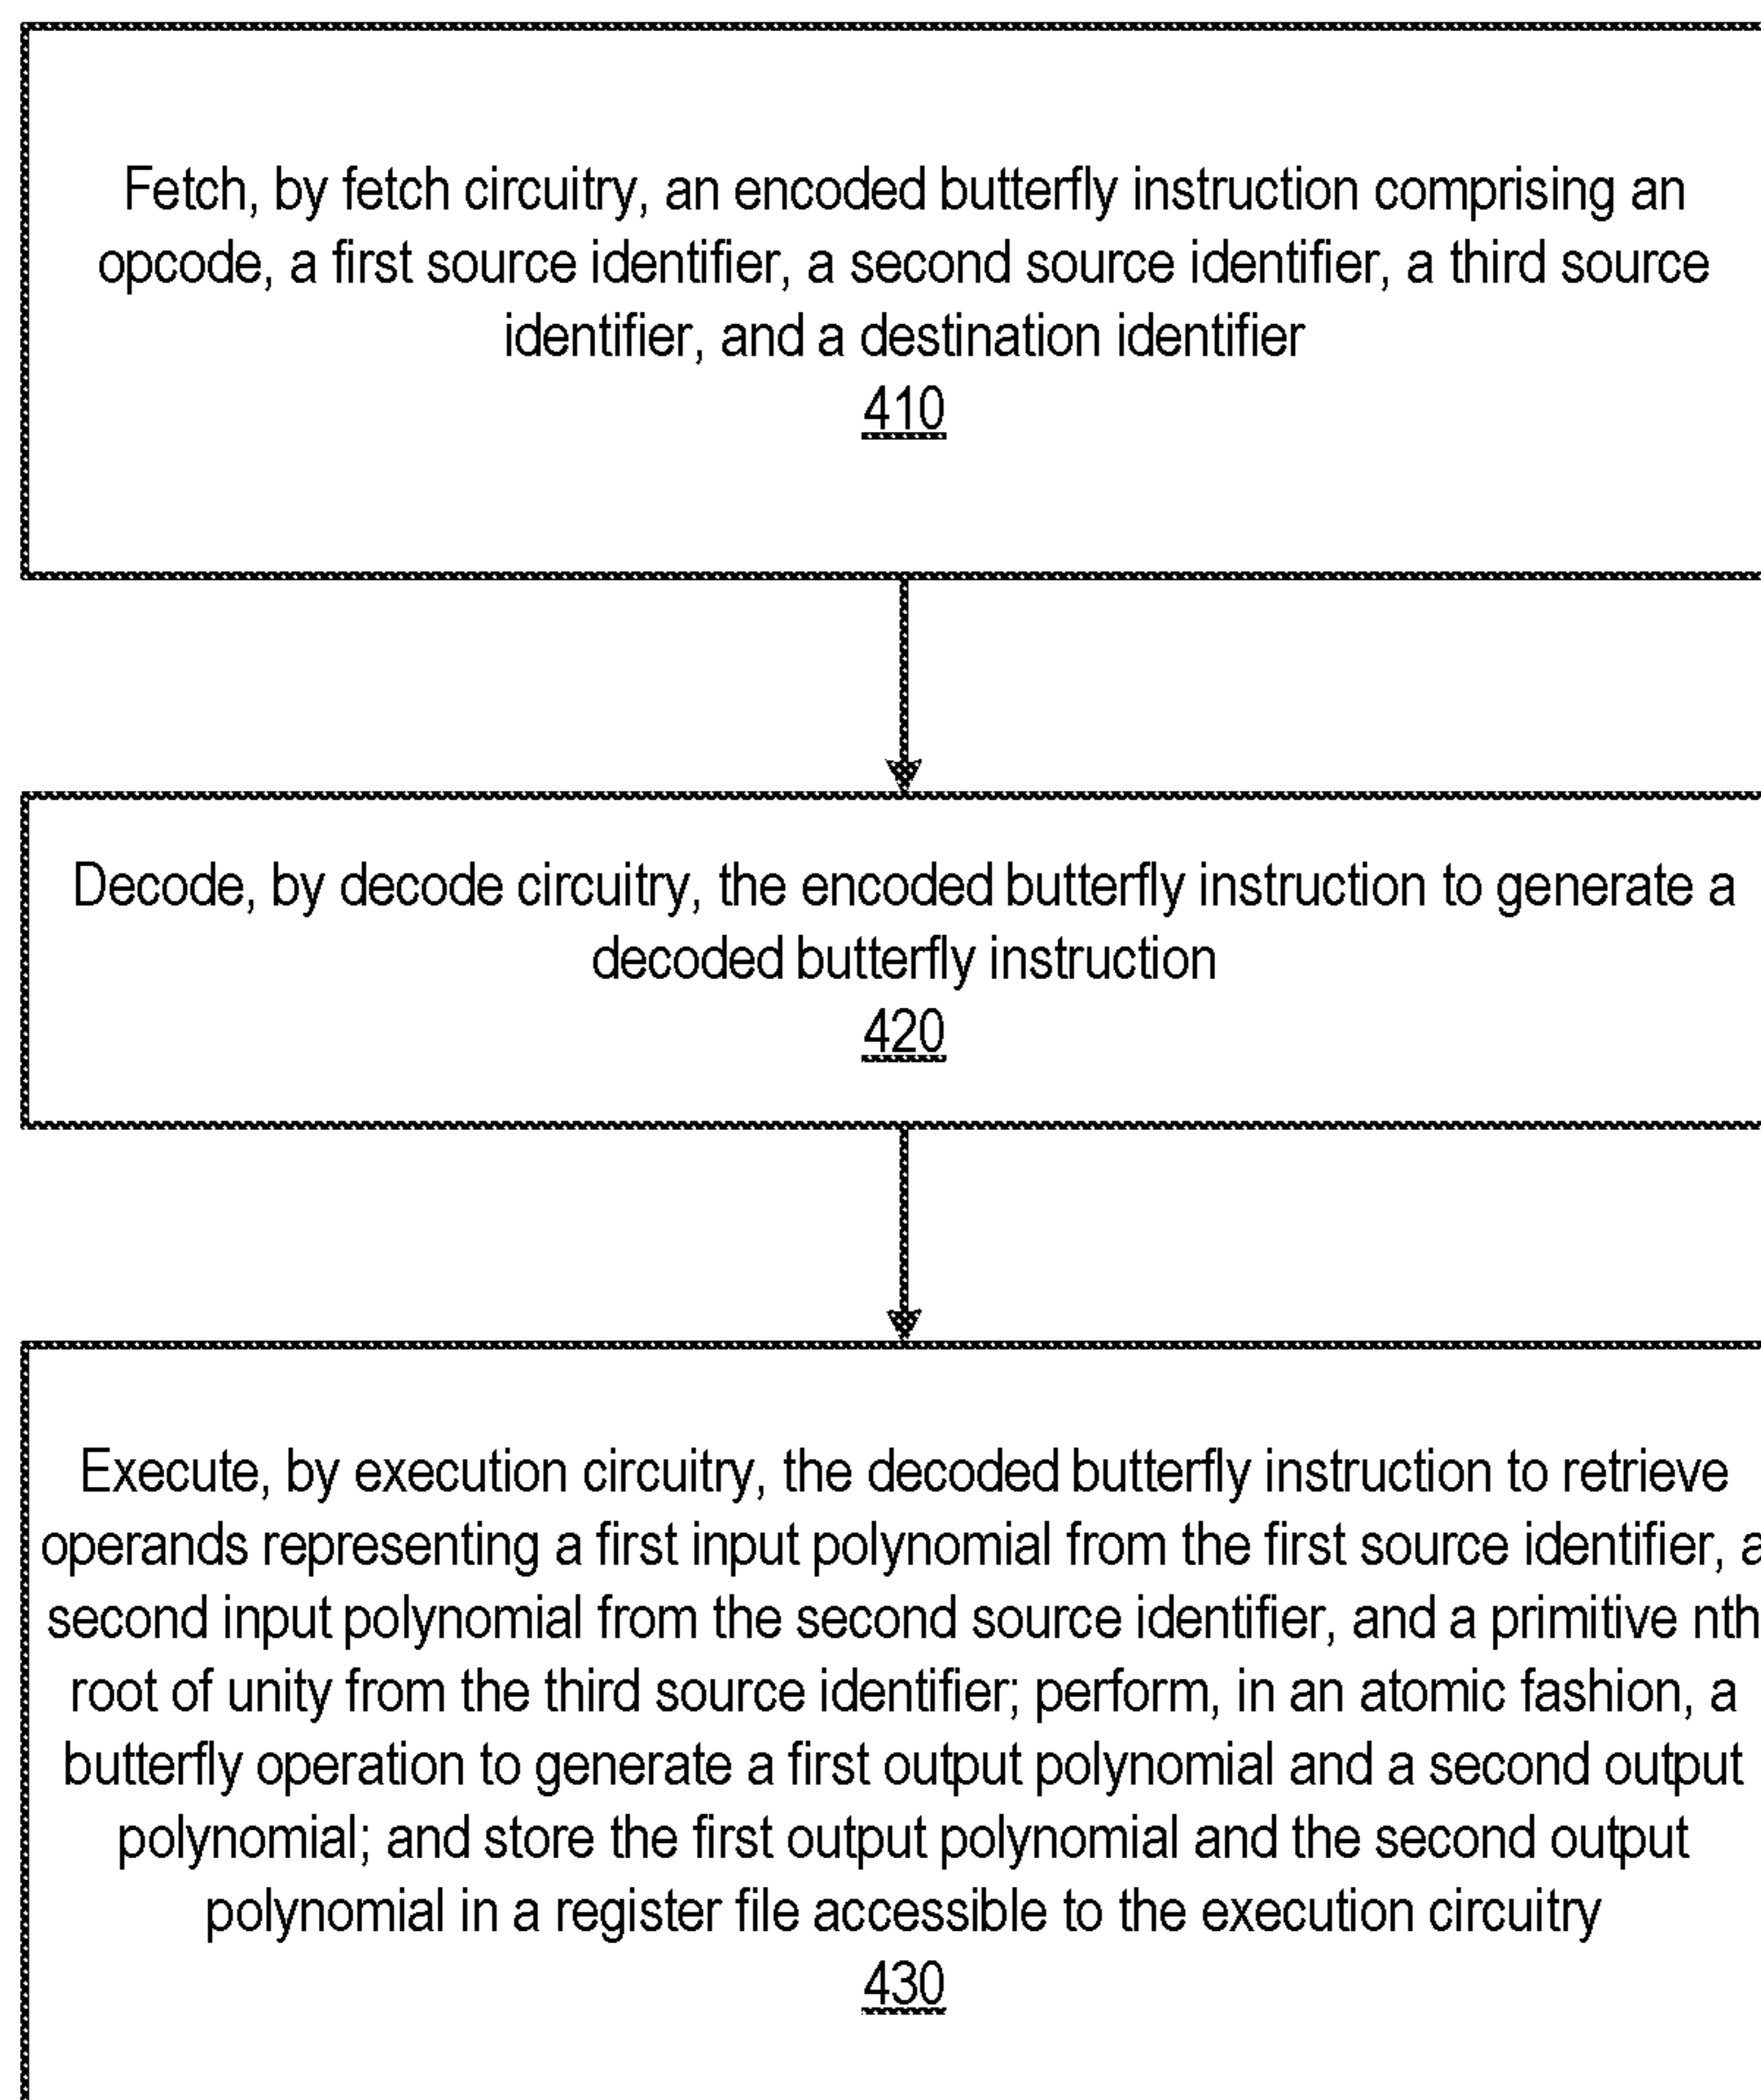 Fetch, by fetch circuitry, an encoded butterfly instruction comprising an
opcode, a first source identifier, a second source identifier, a third source
identifier, and a destination identifier
410
Decode, by decode circuitry, the encoded butterfly instruction to generate a
decoded butterfly instruction
420
Execute, by execution circuitry, the decoded butterfly instruction to retrieve
operands representing a first input polynomial from the first source identifier, a
second input polynomial from the second source identifier, and a primitive nth
root of unity from the third source identifier; perform, in an atomic fashion, a
butterfly operation to generate a first output polynomial and a second output
polynomial; and store the first output polynomial and the second output
polynomial in a register file accessible to the execution circuitry
430